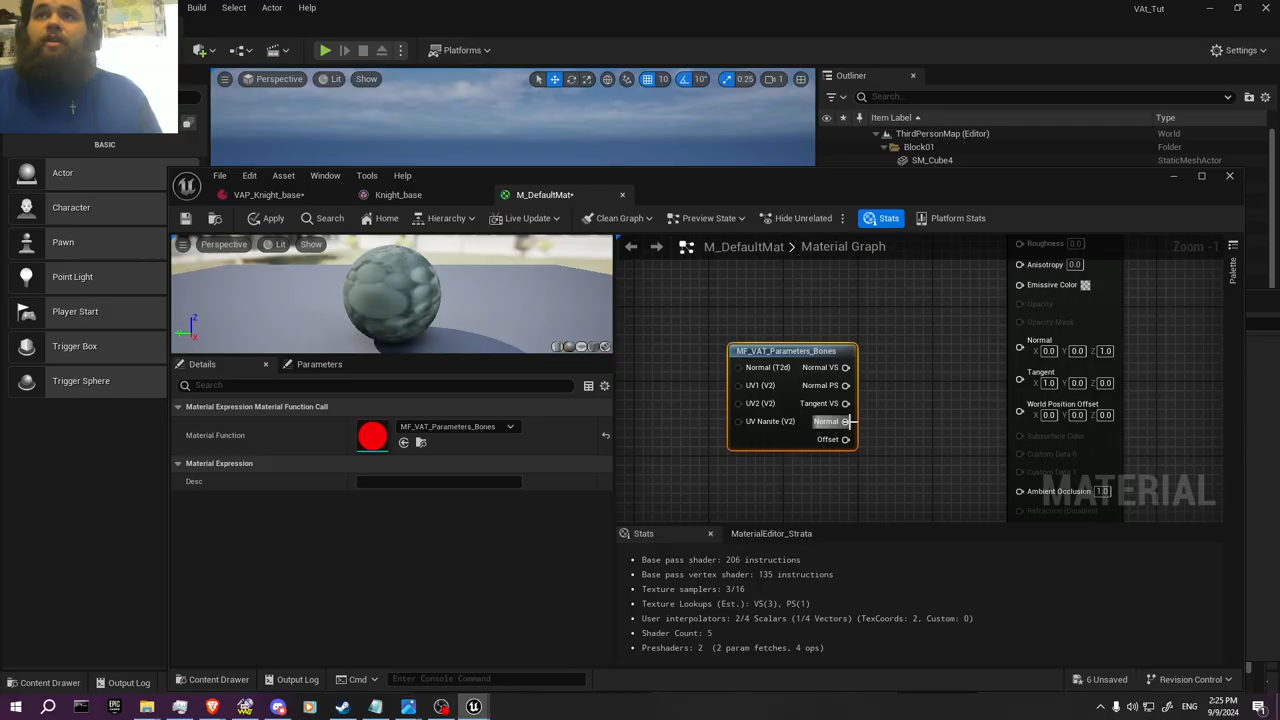 Build Select Actor Help
VAt_Tut
Platforms
Settings
Perspective Lit Show
10 10° 0.25 1
Outliner
Search...
Item Label Type
ThirdPersonMap (Editor) World
Block01 Folder
SM_Cube4 StaticMeshActor
BASIC
Actor
Character
Pawn
Point Light
Player Start
Trigger Box
Trigger Sphere
File Edit Asset Window Tools Help
VAP_Knight_base* Knight_base M_DefaultMat*
Apply Search Home Hierarchy Live Update Clean Graph Preview State Hide Unrelated Stats Platform Stats
Perspective Lit Show
M_DefaultMat > Material Graph
Zoom -1
Palette
Z
Y
X
Details Parameters
Search
Material Expression Material Function Call
Material Function MF_VAT_Parameters_Bones
Material Expression
Desc
MF_VAT_Parameters_Bones
Normal (T2d) Normal VS
UV1 (V2) Normal PS
UV2 (V2) Tangent VS
UV Nanite (V2) Normal
Offset
Roughness 0.0
Anisotropy 0.0
Emissive Color
Opacity
Opacity Mask
Normal
X 0.0 Y 0.0 Z 1.0
Tangent
X 1.0 Y 0.0 Z 0.0
World Position Offset
X 0.0 Y 0.0 Z 0.0
Subsurface Color
Custom Data 0
Custom Data 1
Ambient Occlusion 1.0
Refraction (Disabled)
MATERIAL
Stats MaterialEditor_Strata
Base pass shader: 206 instructions
Base pass vertex shader: 135 instructions
Texture samplers: 3/16
Texture Lookups (Est.): VS(3), PS(1)
User interpolators: 2/4 Scalars (1/4 Vectors) (TexCoords: 2, Custom: 0)
Shader Count: 5
Preshaders: 2 (2 param fetches, 4 ops)
Content Drawer Output Log
Content Drawer Output Log Cmd Enter Console Command
6 Unsaved Revision Control
ENG
2:25 PM
9/9/2024